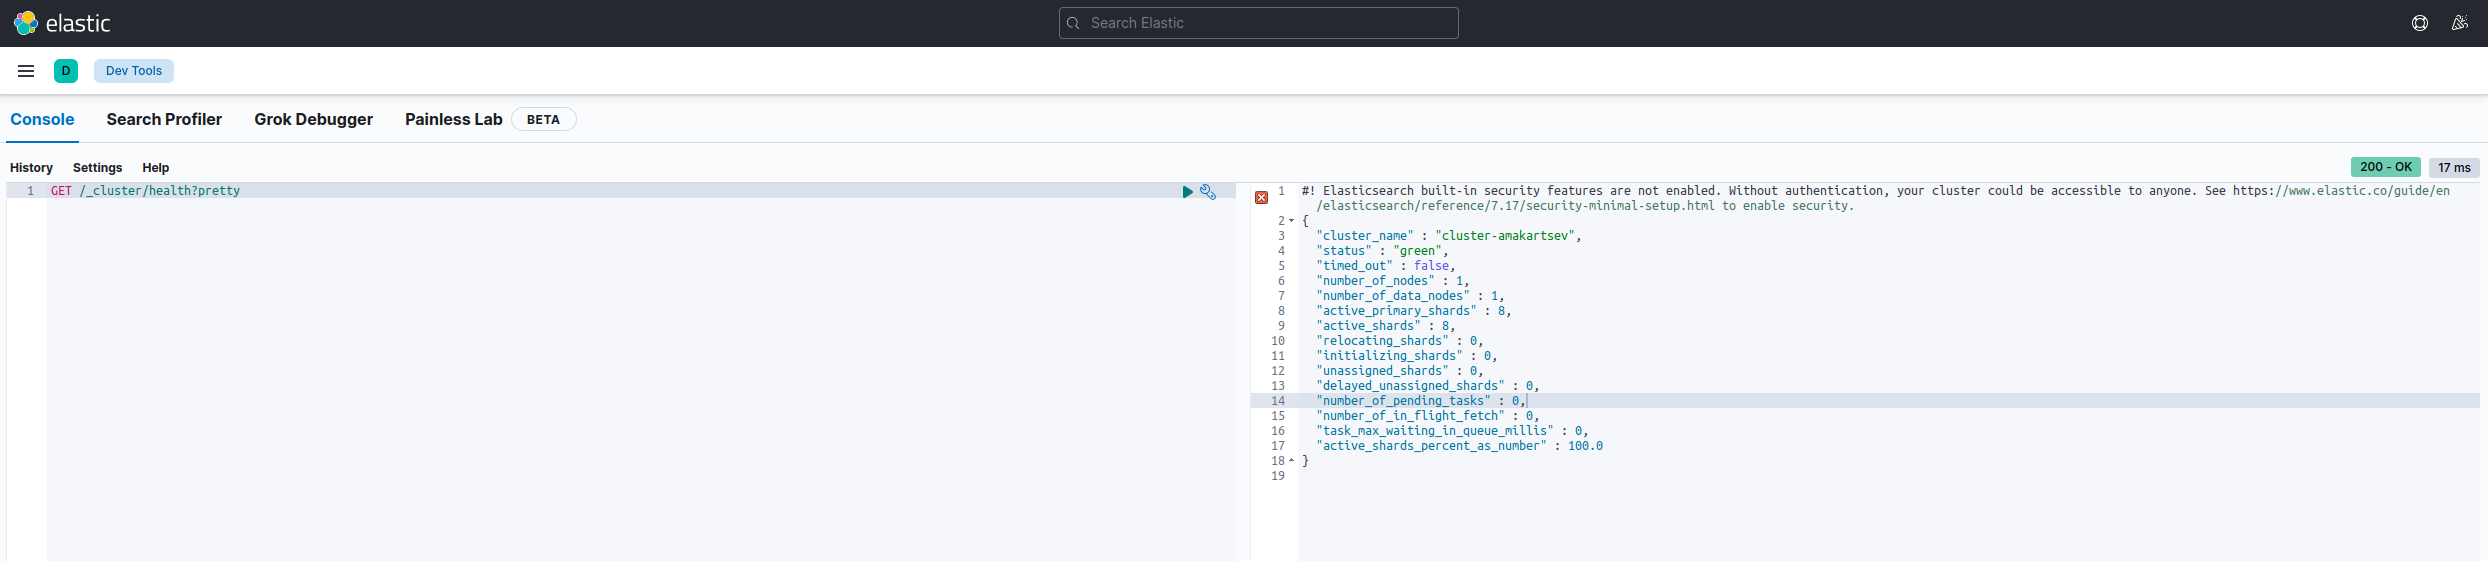 elastic
Search Elastic
D
Dev Tools
Console
Search Profiler
Grok Debugger
Painless Lab
BETA
History
Settings
Help
200 - OK
17 ms
1
GET /_cluster/health?pretty
1 #! Elasticsearch built-in security features are not enabled. Without authentication, your cluster could be accessible to anyone. See https://www.elastic.co/guide/en
/elasticsearch/reference/7.17/security-minimal-setup.html to enable security.
2 {
3 "cluster_name" : "cluster-amakartsev",
4 "status" : "green",
5 "timed_out" : false,
6 "number_of_nodes" : 1,
7 "number_of_data_nodes" : 1,
8 "active_primary_shards" : 8,
9 "active_shards" : 8,
10 "relocating_shards" : 0,
11 "initializing_shards" : 0,
12 "unassigned_shards" : 0,
13 "delayed_unassigned_shards" : 0,
14 "number_of_pending_tasks" : 0,
15 "number_of_in_flight_fetch" : 0,
16 "task_max_waiting_in_queue_millis" : 0,
17 "active_shards_percent_as_number" : 100.0
18 }
19